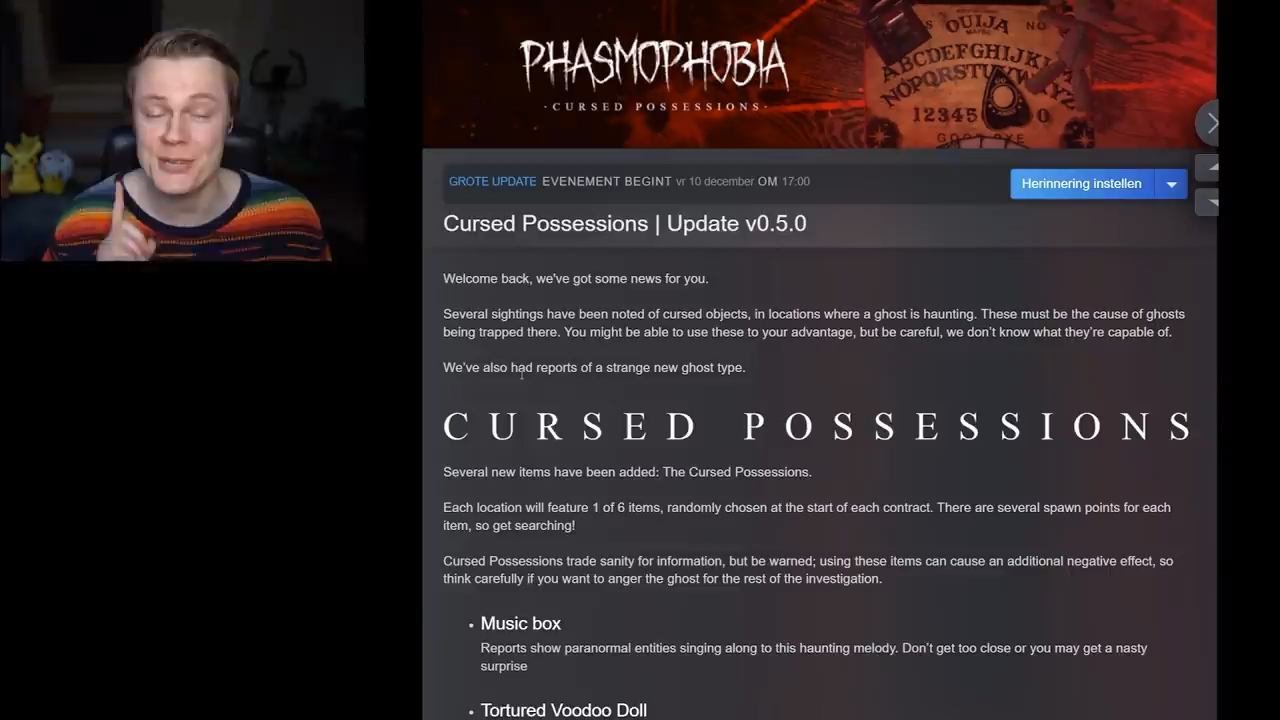 PHASMOPHOBIA
· CURSED POSSESSIONS ·
OUIJA
NO
ABCDEFGHIJK
NOPQRSTU
12345
0
GOOD BYE
GROTE UPDATE EVENEMENT BEGINT vr 10 december OM 17:00
Herinnering instellen
Cursed Possessions | Update v0.5.0
Welcome back, we've got some news for you.
Several sightings have been noted of cursed objects, in locations where a ghost is haunting. These must be the cause of ghosts
being trapped there. You might be able to use these to your advantage, but be careful, we don’t know what they’re capable of.
We’ve also had reports of a strange new ghost type.
CURSED POSSESSIONS
Several new items have been added: The Cursed Possessions.
Each location will feature 1 of 6 items, randomly chosen at the start of each contract. There are several spawn points for each
item, so get searching!
Cursed Possessions trade sanity for information, but be warned; using these items can cause an additional negative effect, so
think carefully if you want to anger the ghost for the rest of the investigation.
• Music box
Reports show paranormal entities singing along to this haunting melody. Don’t get too close or you may get a nasty
surprise
• Tortured Voodoo Doll